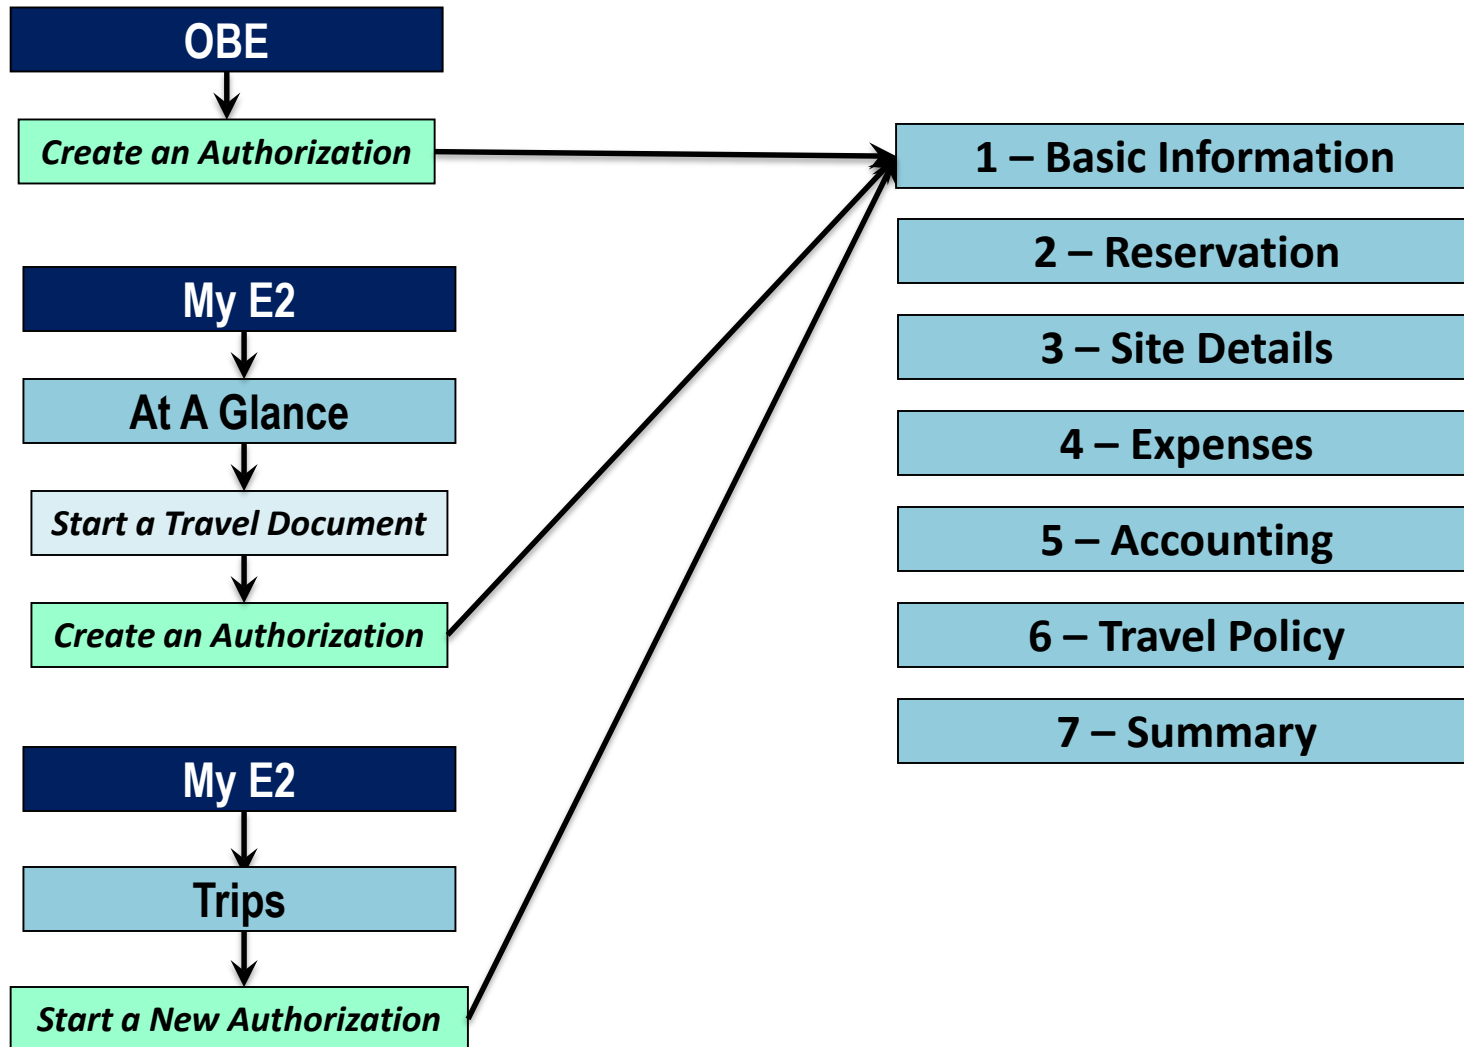 OBE
Create an Authorization
My E2
At A Glance
Start a Travel Document
Create an Authorization
My E2
Trips
Start a New Authorization
1 – Basic Information
2 – Reservation
3 – Site Details
4 – Expenses
5 – Accounting
6 – Travel Policy
7 – Summary